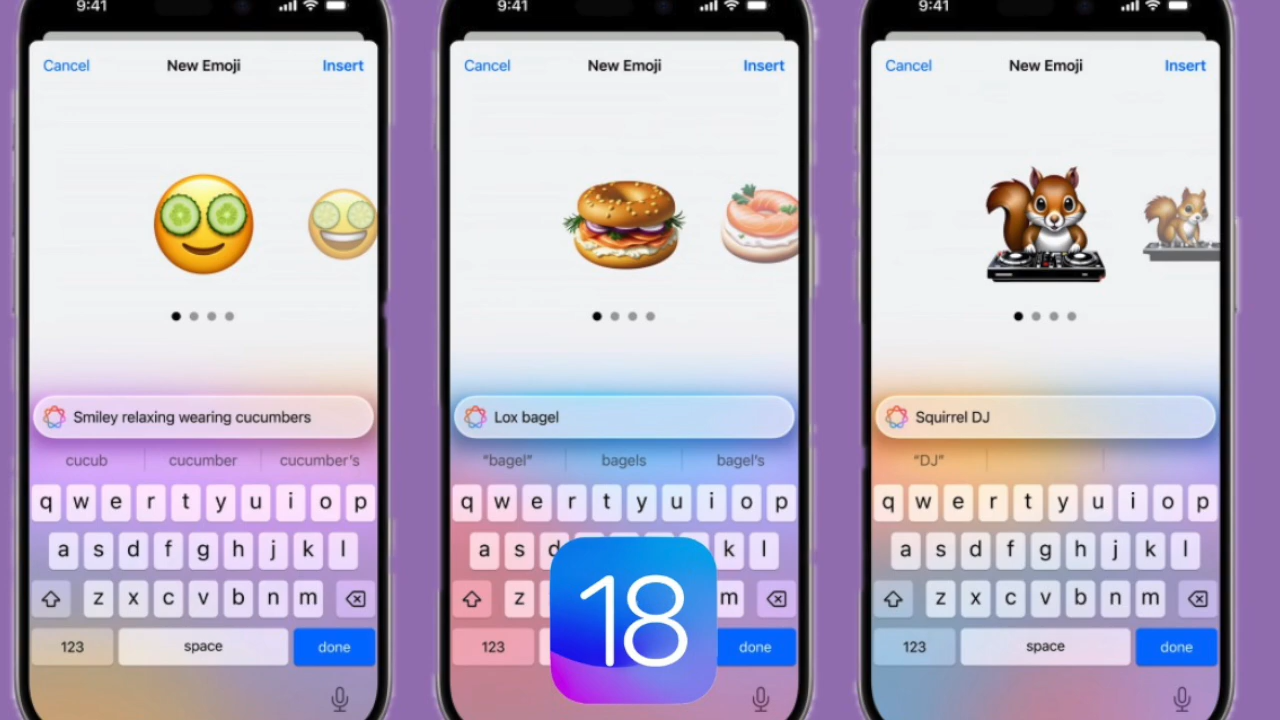 9:41
Cancel New Emoji Insert
Smiley relaxing wearing cucumbers
cucub cucumber cucumber's
q w e r t y u i o p
a s d f g h j k l
z x c v b n m
123 space done
9:41
Cancel New Emoji Insert
Lox bagel
"bagel" bagels bagel's
q w e r t y u i o p
a s d k l
z m
123 done
18
9:41
Cancel New Emoji Insert
Squirrel DJ
"DJ"
q w e r t y u i o p
a s d f g h j k l
z x c v b n m
123 space done